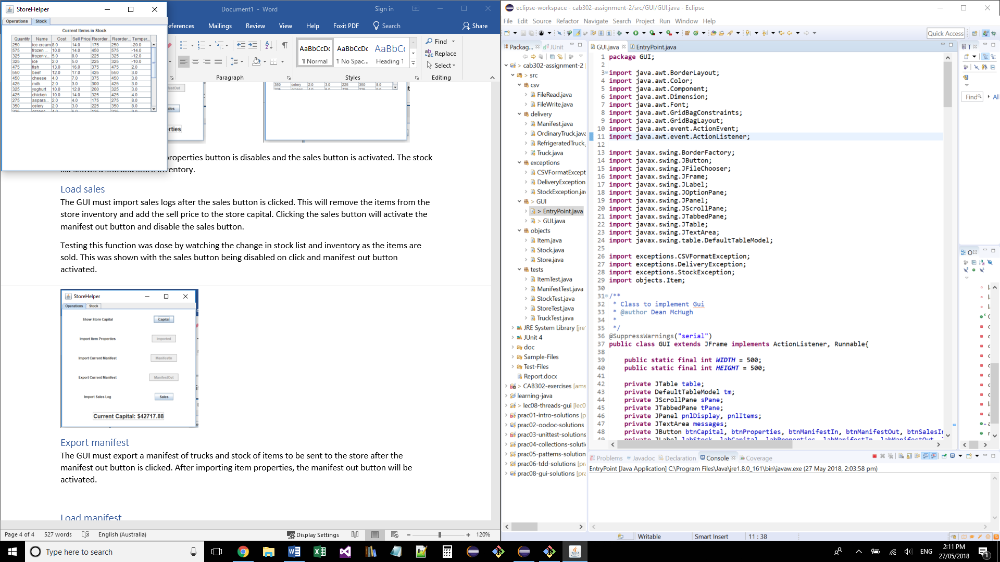 StoreHelper
Operations Stock
Current Items in Stock
Quantity Name Cost Sell Price Reorder... Reorder... Temper...
250 ice cream 8.0 14.0 175 250 -20.0
575 frozen ... 10.0 14.0 450 575 -14.0
325 frozen v... 5.0 8.0 225 325 -12.0
325 ice 2.0 5.0 225 325 -10.0
475 fish 13.0 16.0 375 475 2.0
550 beef 12.0 17.0 425 550 3.0
450 cheese 4.0 7.0 375 450 3.0
425 milk 2.0 3.0 300 425 3.0
325 yoghurt 10.0 12.0 200 325 3.0
425 chicken 10.0 14.0 325 425 4.0
275 aspara... 2.0 4.0 175 275 8.0
350 celery 2.0 3.0 225 350 8.0
Document1 - Word
Sign in
eferences Mailings Review View Help Foxit PDF Search Share
AaBbCcDc AaBbCcDc AaBbCc
¶ Normal ¶ No Spac... Heading 1
Find
Replace
Select
Paragraph Styles Editing
350 celery 2.0 3.0 225 350 8.0
roperties button is disables and the sales button is activated. The stock
list shows a stocked store inventory.
Load sales
The GUI must import sales logs after the sales button is clicked. This will remove the items from the
store inventory and add the sell price to the store capital. Clicking the sales button will activate the
manifest out button and disable the sales button.
Testing this function was dose by watching the change in stock list and inventory as the items are
sold. This was shown with the sales button being disabled on click and manifest out button
activated.
StoreHelper
Operations Stock
Show Store Capital Capital
Import Item Properties Imported
Import Current Manifest ManifestIn
Export Current Manifest ManifestOut
Import Sales Log Sales
Current Capital: $42717.88
Export manifest
The GUI must export a manifest of trucks and stock of items to be sent to the store after the
manifest out button is clicked. After importing item properties, the manifest out button will be
activated.
Load manifest
Page 4 of 4 527 words English (Australia) Display Settings 120%
eclipse-workspace - cab302-assignment-2/src/GUI/GUI.java - Eclipse
File Edit Source Refactor Navigate Search Project Run Window Help
Quick Access
Packag... JUnit
cab302-assignment-2
> src
csv
FileRead.java
FileWrite.java
delivery
Manifest.java
OrdinaryTruck.java
RefrigeratedTruck.
Truck.java
exceptions
CSVFormatExcept
DeliveryException
StockException.jav
> GUI
> EntryPoint.java
> GUI.java
objects
Item.java
Stock.java
Store.java
tests
ItemTest.java
ManifestTest.java
StockTest.java
StoreTest.java
TruckTest.java
JRE System Library [jre
JUnit 4
doc
Sample-Files
Test-Files
Report.docx
> CAB302-exercises [ams
learning-java
> lec08-threads-gui [lec0
prac01-intro-solutions [p
prac02-oodoc-solutions
prac03-unittest-solutions
prac04-collections-soluti
prac05-patterns-solution
prac06-tdd-solutions [pr
prac08-gui-solutions [pra
GUI.java EntryPoint.java
1 package GUI;
2
3 import java.awt.BorderLayout;
4 import java.awt.Color;
5 import java.awt.Component;
6 import java.awt.Dimension;
7 import java.awt.Font;
8 import java.awt.GridBagConstraints;
9 import java.awt.GridBagLayout;
10 import java.awt.event.ActionEvent;
11 import java.awt.event.ActionListener;
12
13 import javax.swing.BorderFactory;
14 import javax.swing.JButton;
15 import javax.swing.JFileChooser;
16 import javax.swing.JFrame;
17 import javax.swing.JLabel;
18 import javax.swing.JOptionPane;
19 import javax.swing.JPanel;
20 import javax.swing.JScrollPane;
21 import javax.swing.JTabbedPane;
22 import javax.swing.JTable;
23 import javax.swing.JTextArea;
24 import javax.swing.table.DefaultTableModel;
25
26 import exceptions.CSVFormatException;
27 import exceptions.DeliveryException;
28 import exceptions.StockException;
29 import objects.Item;
30
31 /**
32 * Class to implement Gui
33 * @author Dean McHugh
34 *
35 */
36 @SuppressWarnings("serial")
37 public class GUI extends JFrame implements ActionListener, Runnable{
38
39 public static final int WIDTH = 500;
40 public static final int HEIGHT = 500;
41
42 private JTable table;
43 private DefaultTableModel tm;
44 private JScrollPane sPane;
45 private JTabbedPane tPane;
46 private JPanel pnlDisplay, pnlItems;
47 private JTextArea messages;
48 private JButton btnCapital, btnProperties, btnManifestIn, btnManifestOut, btnSalesIn
Find All
Problems Javadoc Declaration Console Coverage
EntryPoint [Java Application] C:\Program Files\Java\jre1.8.0_161\bin\javaw.exe (27 May 2018, 2:03:58 pm)
Writable Smart Insert 11 : 38
Type here to search
ENG
2:11 PM
27/05/2018